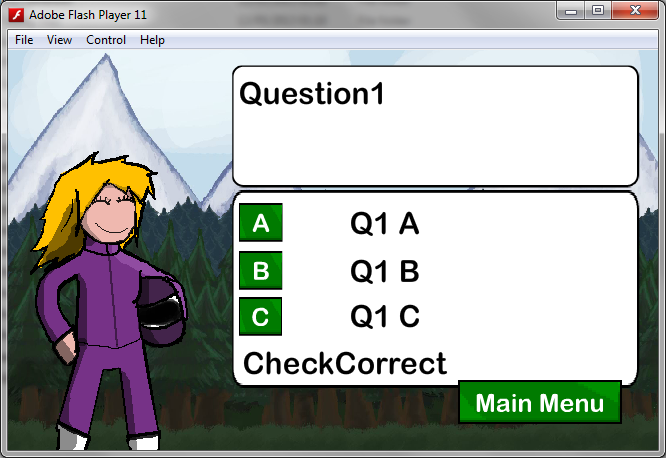 Adobe Flash Player 11
File View Control Help
Question1
A Q1 A
B Q1 B
C Q1 C
CheckCorrect
Main Menu